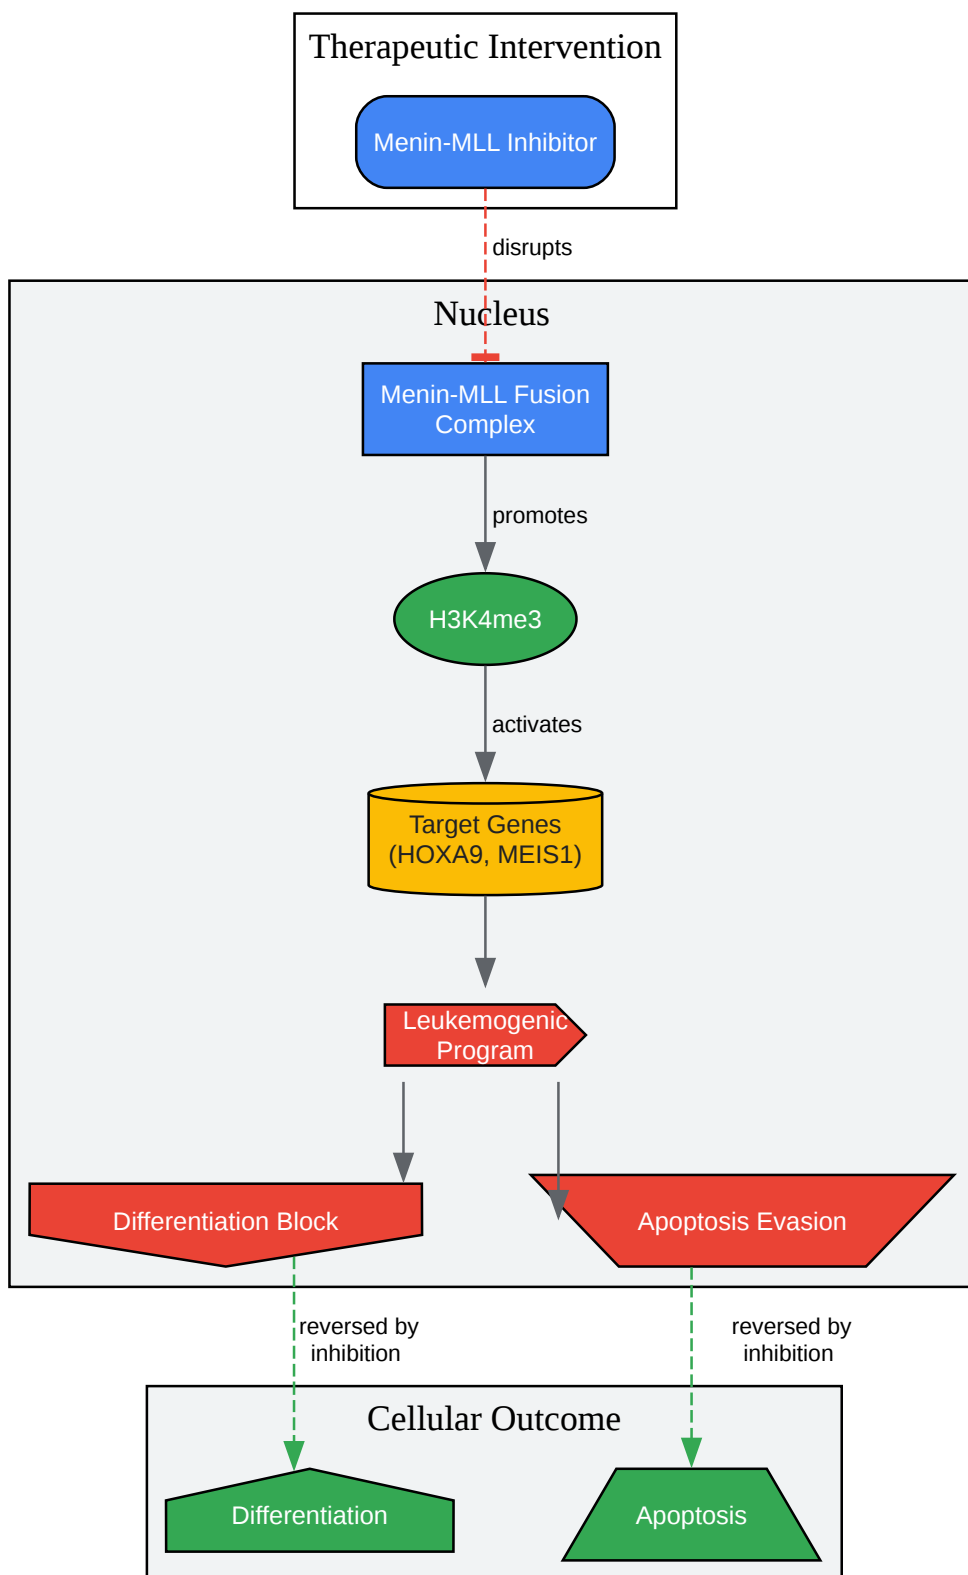 Therapeutic Intervention
Menin-MLL Inhibitor
disrupts
Nucleus
Menin-MLL Fusion
Complex
promotes
H3K4me3
activates
Target Genes
(HOXA9, MEIS1)
Leukemogenic
Program
Differentiation Block
Apoptosis Evasion
reversed by
inhibition
reversed by
inhibition
Cellular Outcome
Differentiation
Apoptosis